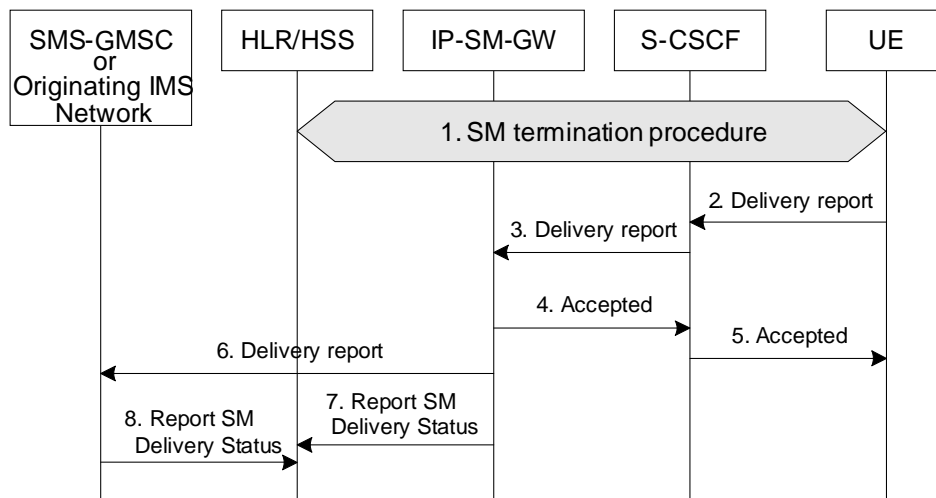 SMS-GMSC
or
Originating IMS
Network
HLR/HSS
IP-SM-GW
S-CSCF
UE
1. SM termination procedure
2. Delivery report
3. Delivery report
4. Accepted
5. Accepted
6. Delivery report
7. Report SM
Delivery Status
8. Report SM
Delivery Status